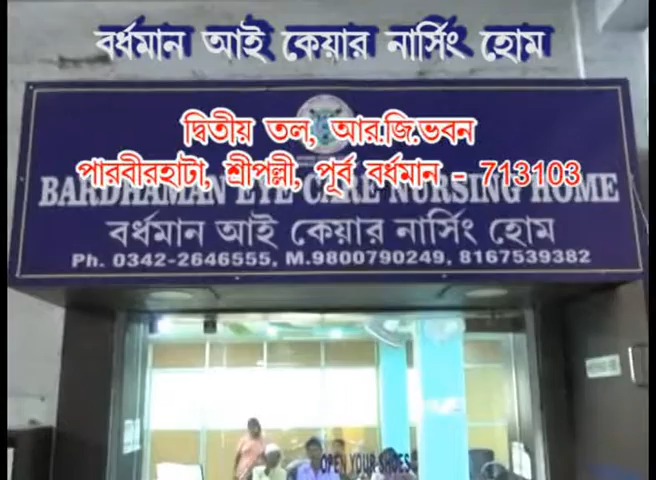 বর্ধমান আই কেয়ার নার্সিং হোম
দ্বিতীয় তল, আর.জি.ভবন
পারবীরহাটা, শ্রীপল্লী, পূর্ব বর্ধমান - 713103
BARDHAMAN EYE CARE NURSING HOME
বর্ধমান আই কেয়ার নার্সিং হোম
Ph. 0342-2646555, M.9800790249, 8167539382
OPEN YOUR SHOES